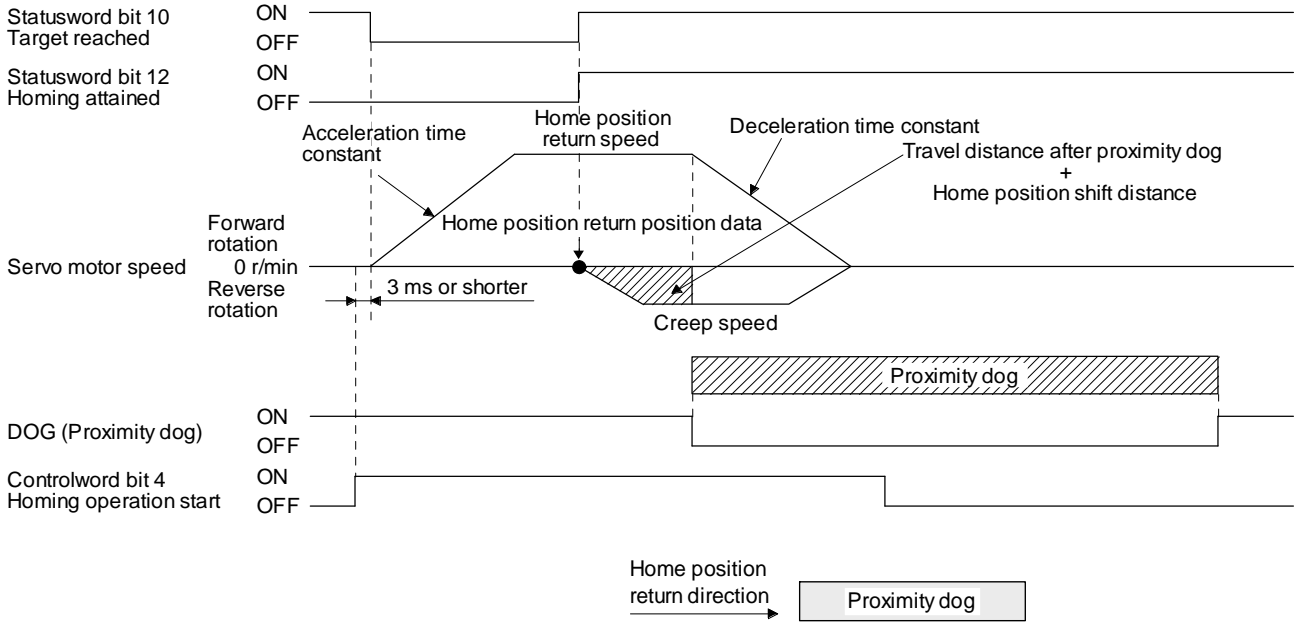 Statusword bit 10
Target reached
ON
OFF
Statusword bit 12
Homing attained
ON
OFF
Acceleration time
constant
Home position
return speed
Deceleration time constant
Travel distance after proximity dog
+
Home position shift distance
Home position return position data
Forward
rotation
Servo motor speed
0 r/min
Reverse
rotation
3 ms or shorter
Creep speed
Proximity dog
DOG (Proximity dog)
ON
OFF
Controlword bit 4
Homing operation start
ON
OFF
Home position
return direction
Proximity dog